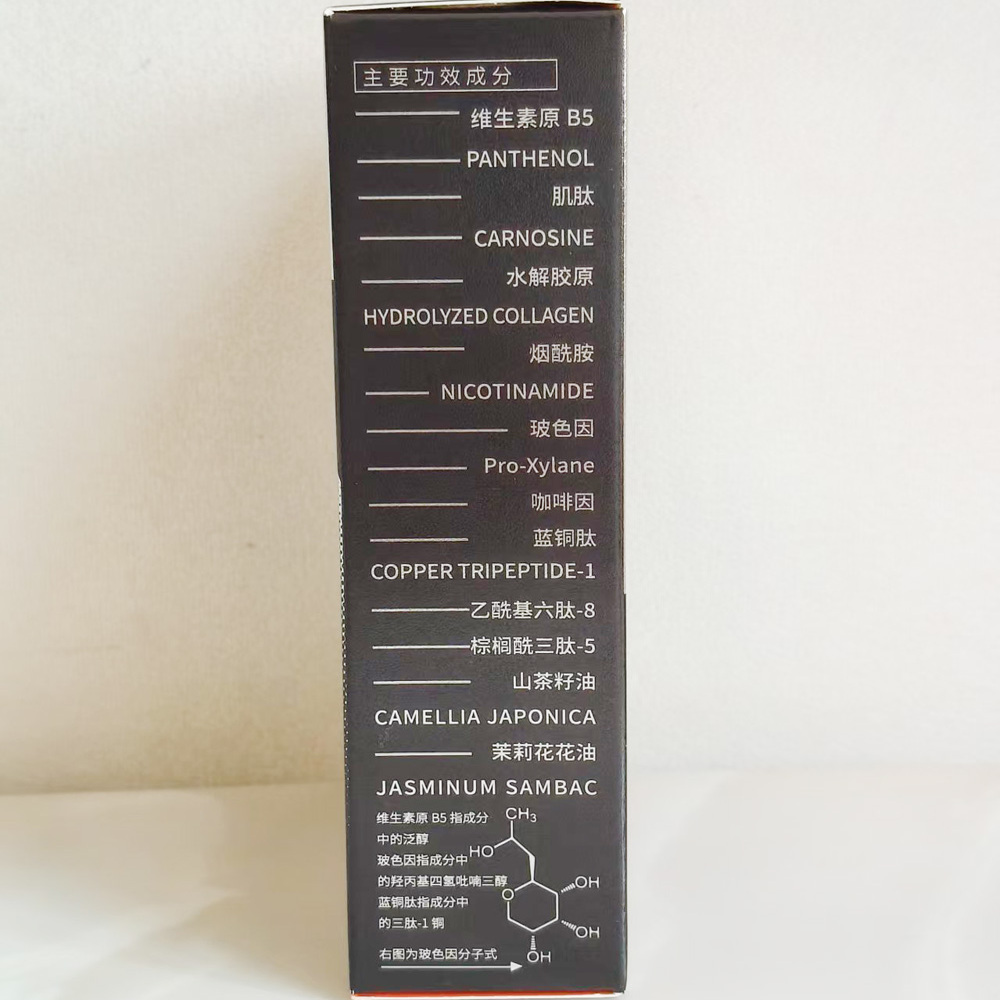 主要功效成分
维生素原 B5
PANTHENOL
肌肽
CARNOSINE
水解胶原
HYDROLYZED COLLAGEN
烟酰胺
NICOTINAMIDE
玻色因
Pro-Xylane
咖啡因
蓝铜肽
COPPER TRIPEPTIDE-1
乙酰基六肽-8
棕榈酰三肽-5
山茶籽油
CAMELLIA JAPONICA
茉莉花花油
JASMINUM SAMBAC
维生素原 B5 指成分
中的泛醇
玻色因指成分中
的羟丙基四氢吡喃三醇
蓝铜肽指成分中
的三肽-1 铜
右图为玻色因分子式
CH3
HO
O
OH
OH
OH